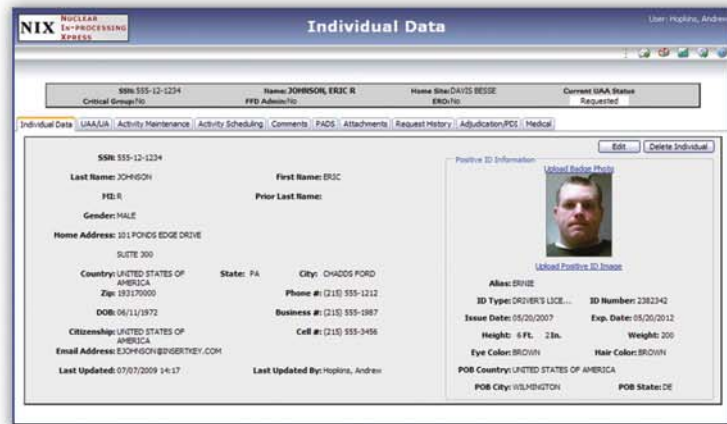 NIX NUCLEAR IN-PROCESSING XPRESS
Individual Data
User: Hopkins, Andrew
SSN: 555-12-1234 Name: JOHNSON, ERIC R Home Site: DAVIS BESSE Current UAA Status
Critical Group: No FFD Admin: No ERO: No Requested
Individual Data UAA/UA Activity Maintenance Activity Scheduling Comments PADS Attachments Request History Adjudication/PDI Medical
Edit Delete Individual
SSN: 555-12-1234
Last Name: JOHNSON First Name: ERIC
MI: R Prior Last Name:
Gender: MALE
Home Address: 101 PONDS EDGE DRIVE
SUITE 300
Country: UNITED STATES OF AMERICA State: PA City: CHADDS FORD
Zip: 193170000 Phone #: (215) 555-1212
DOB: 06/11/1972 Business #: (215) 555-1987
Citizenship: UNITED STATES OF AMERICA Cell #: (215) 555-3456
Email Address: EJOHNSON@INSERTKEY.COM
Last Updated: 07/07/2009 14:17 Last Updated By: Hopkins, Andrew
Positive ID Information
Upload Badge Photo
Upload Positive ID Image
Alias: ERNIE
ID Type: DRIVER'S LICE... ID Number: 2382342
Issue Date: 05/20/2007 Exp. Date: 05/20/2012
Height: 6 Ft. 2 In. Weight: 200
Eye Color: BROWN Hair Color: BROWN
POB Country: UNITED STATES OF AMERICA
POB City: WILMINGTON POB State: DE